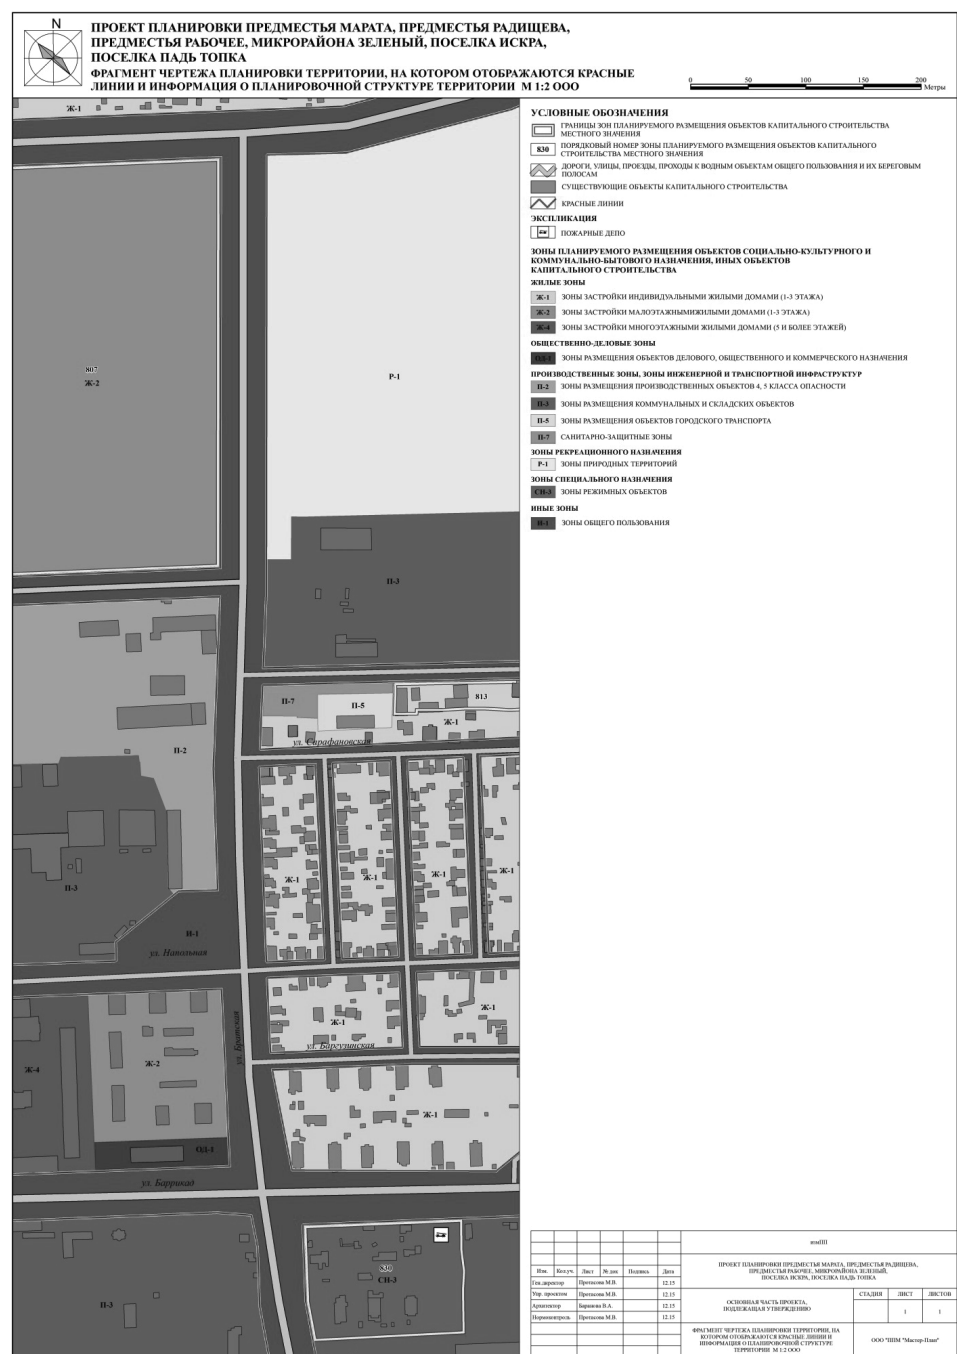 N
ПРОЕКТ ПЛАНИРОВКИ ПРЕДМЕСТЬЯ МАРАТА, ПРЕДМЕСТЬЯ РАДИЩЕВА,
ПРЕДМЕСТЬЯ РАБОЧЕЕ, МИКРОРАЙОНА ЗЕЛЕНЫЙ, ПОСЕЛКА ИСКРА,
ПОСЕЛКА ПАДЬ ТОПКА
ФРАГМЕНТ ЧЕРТЕЖА ПЛАНИРОВКИ ТЕРРИТОРИИ, НА КОТОРОМ ОТОБРАЖАЮТСЯ КРАСНЫЕ
ЛИНИИ И ИНФОРМАЦИЯ О ПЛАНИРОВОЧНОЙ СТРУКТУРЕ ТЕРРИТОРИИ М 1:2 ООО
0 50 100 150 200
Метры
Ж-1
807
Ж-2
Р-1
П-3
П-7
П-5
813
Ж-1
ул. Сарафановская
П-2
П-3
Ж-1
Ж-1
Ж-1
Ж-1
И-1
ул. Напольная
Ж-1
Ж-1
ул. Братская
ул. Баргузинская
Ж-4
Ж-2
Ж-1
ОД-1
ул. Баррикад
830
СН-3
П-3
УСЛОВНЫЕ ОБОЗНАЧЕНИЯ
ГРАНИЦЫ ЗОН ПЛАНИРУЕМОГО РАЗМЕЩЕНИЯ ОБЪЕКТОВ КАПИТАЛЬНОГО СТРОИТЕЛЬСТВА
МЕСТНОГО ЗНАЧЕНИЯ
830 ПОРЯДКОВЫЙ НОМЕР ЗОНЫ ПЛАНИРУЕМОГО РАЗМЕЩЕНИЯ ОБЪЕКТОВ КАПИТАЛЬНОГО
СТРОИТЕЛЬСТВА МЕСТНОГО ЗНАЧЕНИЯ
ДОРОГИ, УЛИЦЫ, ПРОЕЗДЫ, ПРОХОДЫ К ВОДНЫМ ОБЪЕКТАМ ОБЩЕГО ПОЛЬЗОВАНИЯ И ИХ БЕРЕГОВЫМ
ПОЛОСАМ
СУЩЕСТВУЮЩИЕ ОБЪЕКТЫ КАПИТАЛЬНОГО СТРОИТЕЛЬСТВА
КРАСНЫЕ ЛИНИИ
ЭКСПЛИКАЦИЯ
ПОЖАРНЫЕ ДЕПО
ЗОНЫ ПЛАНИРУЕМОГО РАЗМЕЩЕНИЯ ОБЪЕКТОВ СОЦИАЛЬНО-КУЛЬТУРНОГО И
КОММУНАЛЬНО-БЫТОВОГО НАЗНАЧЕНИЯ, ИНЫХ ОБЪЕКТОВ
КАПИТАЛЬНОГО СТРОИТЕЛЬСТВА
ЖИЛЫЕ ЗОНЫ
Ж-1 ЗОНЫ ЗАСТРОЙКИ ИНДИВИДУАЛЬНЫМИ ЖИЛЫМИ ДОМАМИ (1-3 ЭТАЖА)
Ж-2 ЗОНЫ ЗАСТРОЙКИ МАЛОЭТАЖНЫМИЖИЛЫМИ ДОМАМИ (1-3 ЭТАЖА)
Ж-4 ЗОНЫ ЗАСТРОЙКИ МНОГОЭТАЖНЫМИ ЖИЛЫМИ ДОМАМИ (5 И БОЛЕЕ ЭТАЖЕЙ)
ОБЩЕСТВЕННО-ДЕЛОВЫЕ ЗОНЫ
ОД-1 ЗОНЫ РАЗМЕЩЕНИЯ ОБЪЕКТОВ ДЕЛОВОГО, ОБЩЕСТВЕННОГО И КОММЕРЧЕСКОГО НАЗНАЧЕНИЯ
ПРОИЗВОДСТВЕННЫЕ ЗОНЫ, ЗОНЫ ИНЖЕНЕРНОЙ И ТРАНСПОРТНОЙ ИНФРАСТРУКТУР
П-2 ЗОНЫ РАЗМЕЩЕНИЯ ПРОИЗВОДСТВЕННЫХ ОБЪЕКТОВ 4, 5 КЛАССА ОПАСНОСТИ
П-3 ЗОНЫ РАЗМЕЩЕНИЯ КОММУНАЛЬНЫХ И СКЛАДСКИХ ОБЪЕКТОВ
П-5 ЗОНЫ РАЗМЕЩЕНИЯ ОБЪЕКТОВ ГОРОДСКОГО ТРАНСПОРТА
П-7 САНИТАРНО-ЗАЩИТНЫЕ ЗОНЫ
ЗОНЫ РЕКРЕАЦИОННОГО НАЗНАЧЕНИЯ
Р-1 ЗОНЫ ПРИРОДНЫХ ТЕРРИТОРИЙ
ЗОНЫ СПЕЦИАЛЬНОГО НАЗНАЧЕНИЯ
СН-3 ЗОНЫ РЕЖИМНЫХ ОБЪЕКТОВ
ИНЫЕ ЗОНЫ
И-1 ЗОНЫ ОБЩЕГО ПОЛЬЗОВАНИЯ
ПРОЕКТ ПЛАНИРОВКИ ПРЕДМЕСТЬЯ МАРАТА, ПРЕДМЕСТЬЯ РАДИЩЕВА,
ПРЕДМЕСТЬЯ РАБОЧЕЕ, МИКРОРАЙОНА ЗЕЛЕНЫЙ,
ПОСЕЛКА ИСКРА, ПОСЕЛКА ПАДЬ ТОПКА
Изм. Кол.уч. Лист № док Подпись Дата
Ген.директор Протасова М.В. 12.15
Упр. проектом Протасова М.В. 12.15
Архитектор Баранова В.А. 12.15
Нормоконтроль Протасова М.В. 12.15
ОСНОВНАЯ ЧАСТЬ ПРОЕКТА,
ПОДЛЕЖАЩАЯ УТВЕРЖДЕНИЮ
СТАДИЯ ЛИСТ ЛИСТОВ
1 1
ФРАГМЕНТ ЧЕРТЕЖА ПЛАНИРОВКИ ТЕРРИТОРИИ, НА
КОТОРОМ ОТОБРАЖАЮТСЯ КРАСНЫЕ ЛИНИИ И
ИНФОРМАЦИЯ О ПЛАНИРОВОЧНОЙ СТРУКТУРЕ
ТЕРРИТОРИИ М 1:2 ООО
ООО "ППМ "Мастер-План"